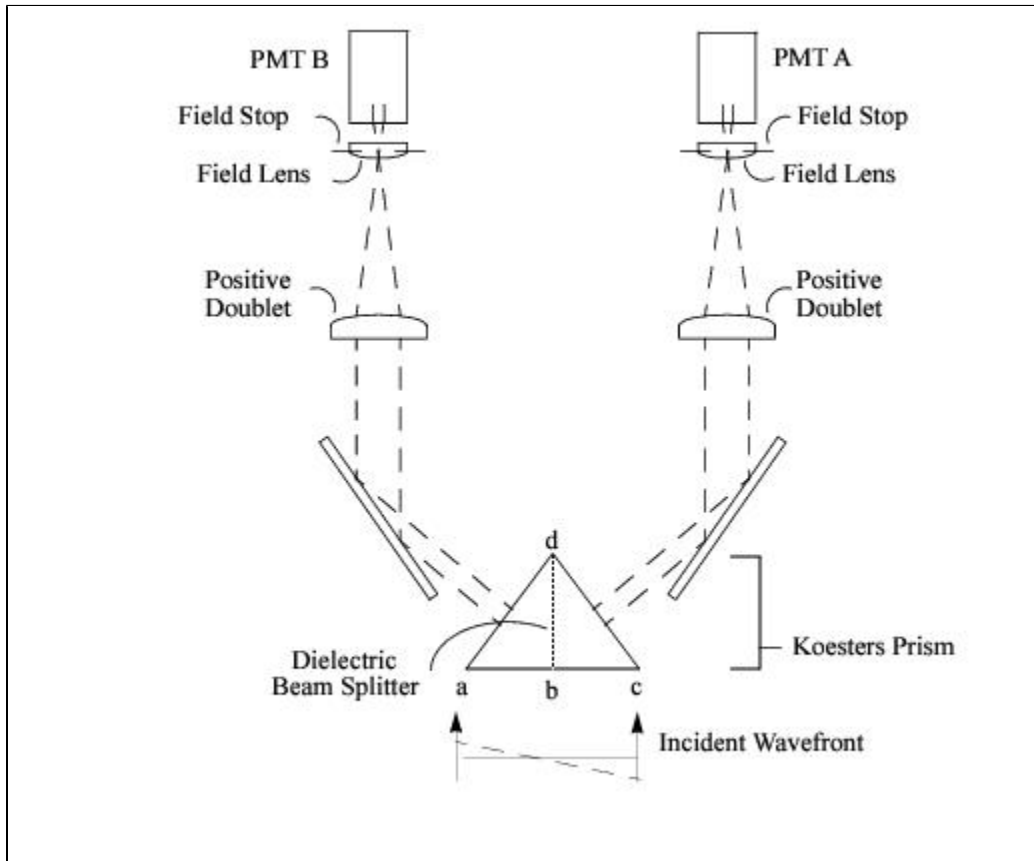 PMT B
PMT A
Field Stop
Field Stop
Field Lens
Field Lens
Positive
Doublet
Positive
Doublet
d
Dielectric
Beam Splitter
Koesters Prism
a
b
c
Incident Wavefront